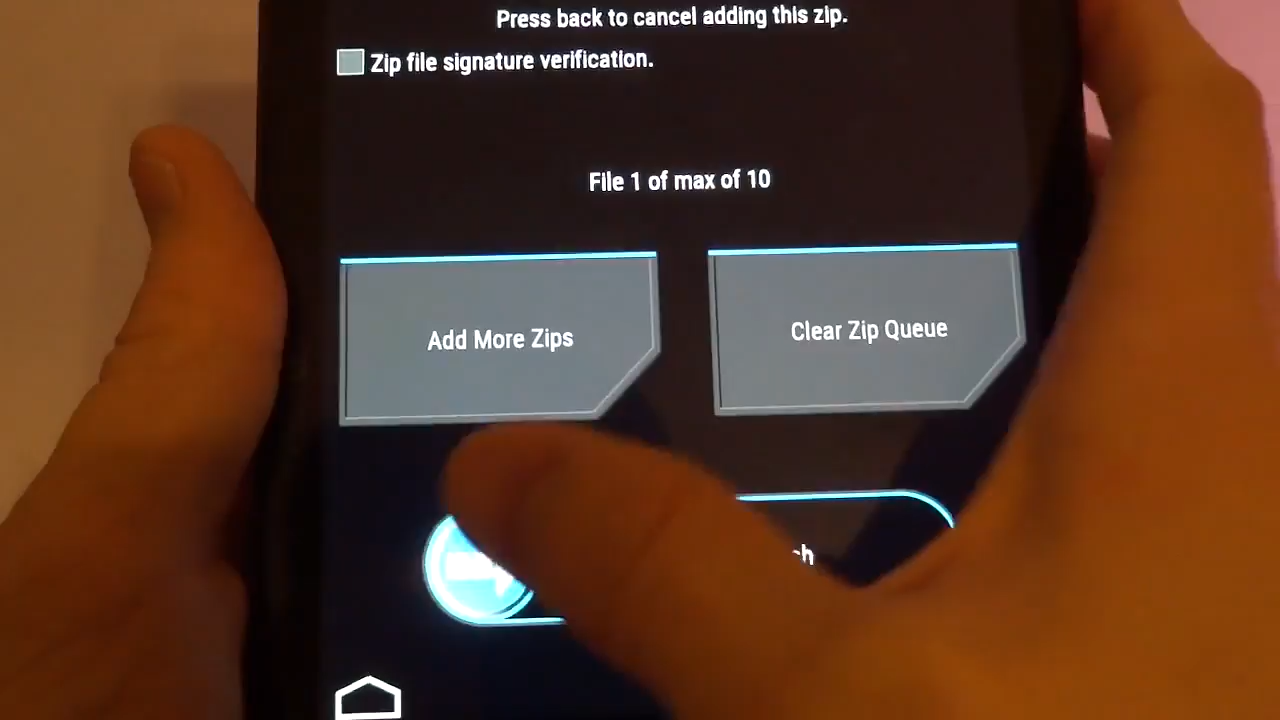 Press back to cancel adding this zip.
Zip file signature verification.
File 1 of max of 10
Add More Zips
Clear Zip Queue